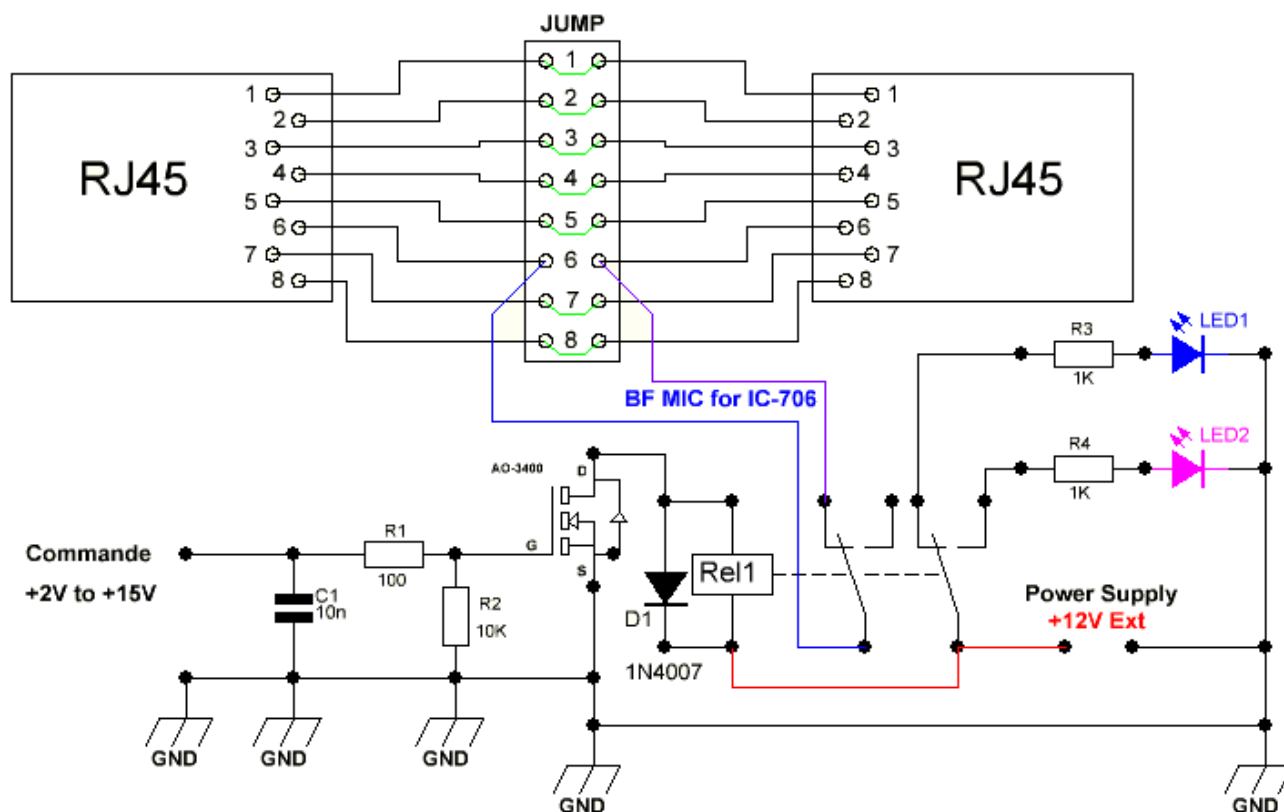 JUMP
RJ45
1
2
3
4
5
6
7
8
1
2
3
4
5
6
7
8
RJ45
1
2
3
4
5
6
7
8
BF MIC for IC-706
R3
1K
LED1
R4
1K
LED2
AO-3400
D
G
S
Commande
+2V to +15V
R1
100
C1
10n
R2
10K
D1
1N4007
Rel1
Power Supply
+12V Ext
GND
GND
GND
GND
GND